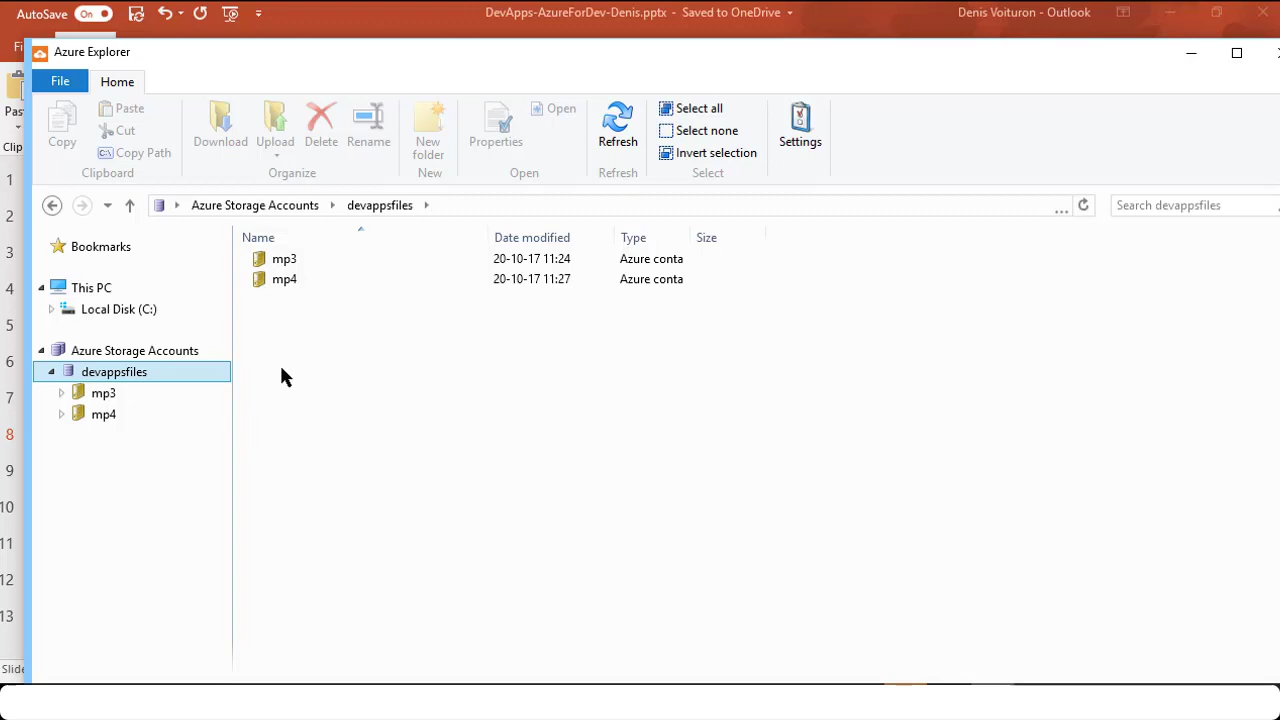 AutoSave On DevApps-AzureForDev-Denis.pptx - Saved to OneDrive Denis Voituron - Outlook
Azure Explorer
File Home
Copy Paste Cut Copy Path
Clipboard
Download Upload Delete Rename
Organize
New folder
New
Properties Open
Open
Refresh
Refresh
Select all
Select none
Invert selection
Select
Settings
Azure Storage Accounts devappsfiles ... Search devappsfiles
Bookmarks
This PC
Local Disk (C:)
Azure Storage Accounts
devappsfiles
mp3
mp4
Name Date modified Type Size
mp3 20-10-17 11:24 Azure conta
mp4 20-10-17 11:27 Azure conta
1
2
3
4
5
6
7
8
9
10
11
12
13